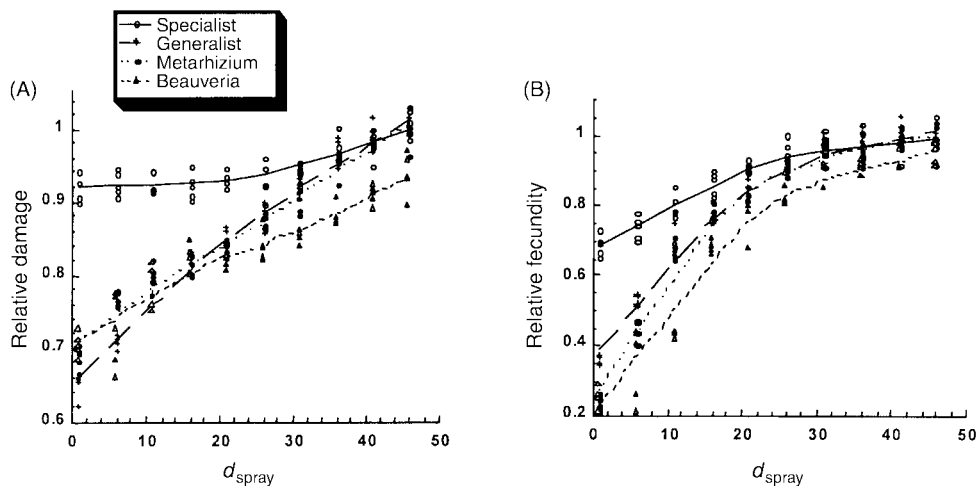 Specialist
Generalist
Metarhizium
Beauveria
(A)
Relative damage
1
0.9
0.8
0.7
0.6
0
10
20
30
40
50
d spray
(B)
Relative fecundity
1
0.8
0.6
0.4
0.2
0
10
20
30
40
50
d spray